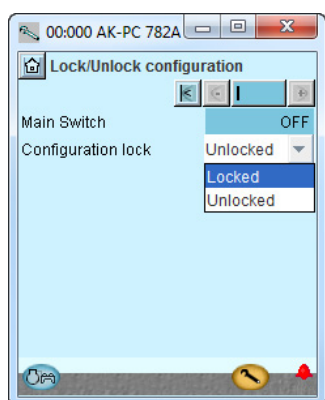 00:000 AK-PC 782A
Lock/Unlock configuration
Main Switch OFF
Configuration lock Unlocked
Locked
Unlocked